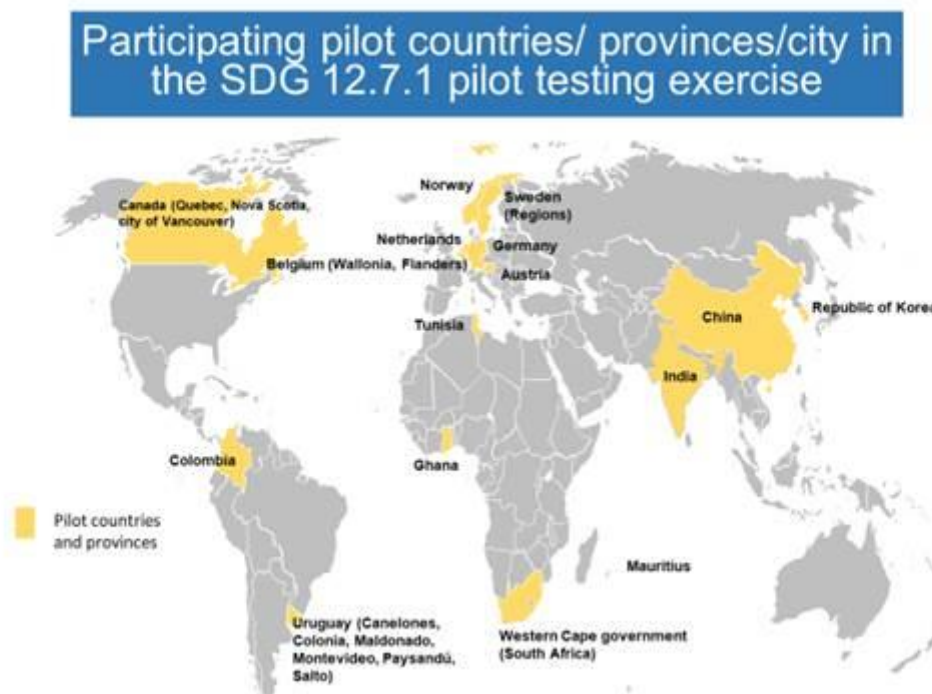 Participating pilot countries/ provinces/city in
the SDG 12.7.1 pilot testing exercise
Canada (Quebec, Nova Scotia,
city of Vancouver)
Norway
Sweden
(Regions)
Netherlands
Germany
Belgium (Wallonia, Flanders)
Austria
Tunisia
China
Republic of Korea
India
Colombia
Ghana
Pilot countries
and provinces
Mauritius
Uruguay (Canelones,
Colonia, Maldonado,
Montevideo, Paysandú,
Salto)
Western Cape government
(South Africa)